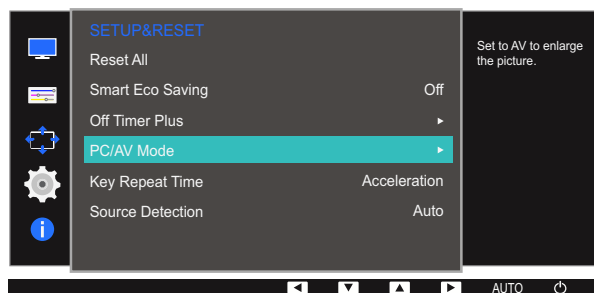 SETUP&RESET
Reset All
Smart Eco Saving Off
Off Timer Plus
PC/AV Mode
Key Repeat Time Acceleration
Source Detection Auto
Set to AV to enlarge
the picture.
AUTO